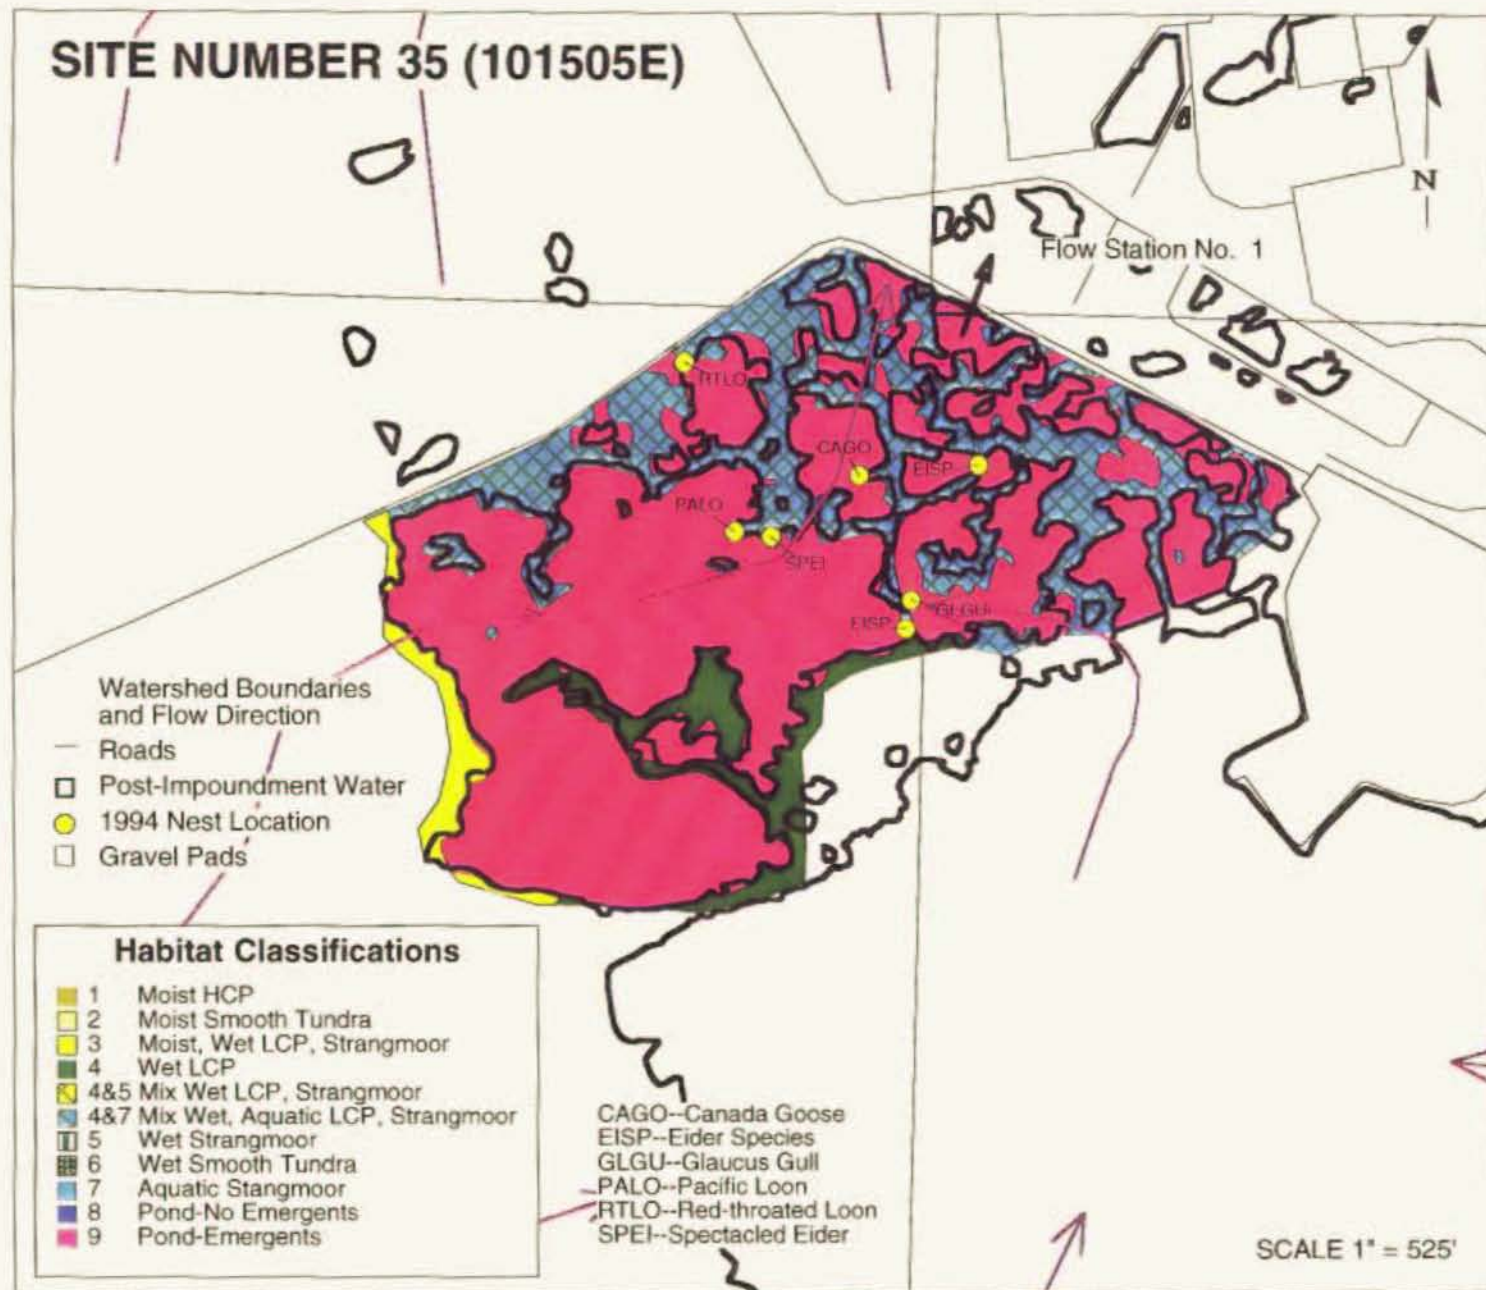 SITE NUMBER 35 (101505E)
N
Flow Station No. 1
RTLO
CAGO
EISP
PALO
SPEI
GLGU
EISP
Watershed Boundaries
and Flow Direction
Roads
Post-Impoundment Water
1994 Nest Location
Gravel Pads
Habitat Classifications
1 Moist HCP
2 Moist Smooth Tundra
3 Moist, Wet LCP, Strangmoor
4 Wet LCP
4&5 Mix Wet LCP, Strangmoor
4&7 Mix Wet, Aquatic LCP, Strangmoor
5 Wet Strangmoor
6 Wet Smooth Tundra
7 Aquatic Stangmoor
8 Pond-No Emergents
9 Pond-Emergents
CAGO--Canada Goose
EISP--Eider Species
GLGU--Glaucus Gull
PALO--Pacific Loon
RTLO--Red-throated Loon
SPEI--Spectacled Eider
SCALE 1" = 525'